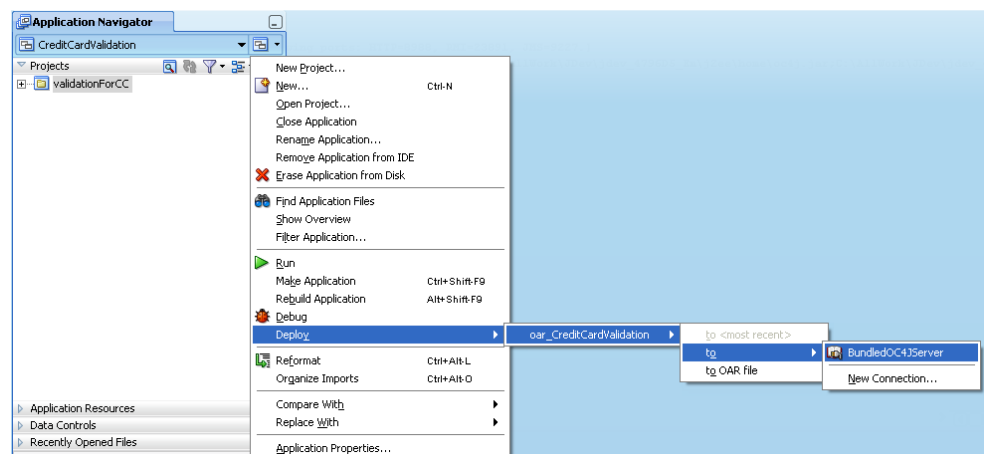 Application Navigator
CreditCardValidation
Projects
validationForCC
New Project...
New... Ctrl-N
Open Project...
Close Application
Rename Application...
Remove Application from IDE
Erase Application from Disk
Find Application Files
Show Overview
Filter Application...
Run
Make Application Ctrl+Shift-F9
Rebuild Application Alt+Shift-F9
Debug
Deploy oar_CreditCardValidation to <most recent>
to BundledOC4JServer
to OAR file New Connection...
Reformat Ctrl+Alt-L
Organize Imports Ctrl+Alt-O
Compare With
Replace With
Application Properties...
Application Resources
Data Controls
Recently Opened Files